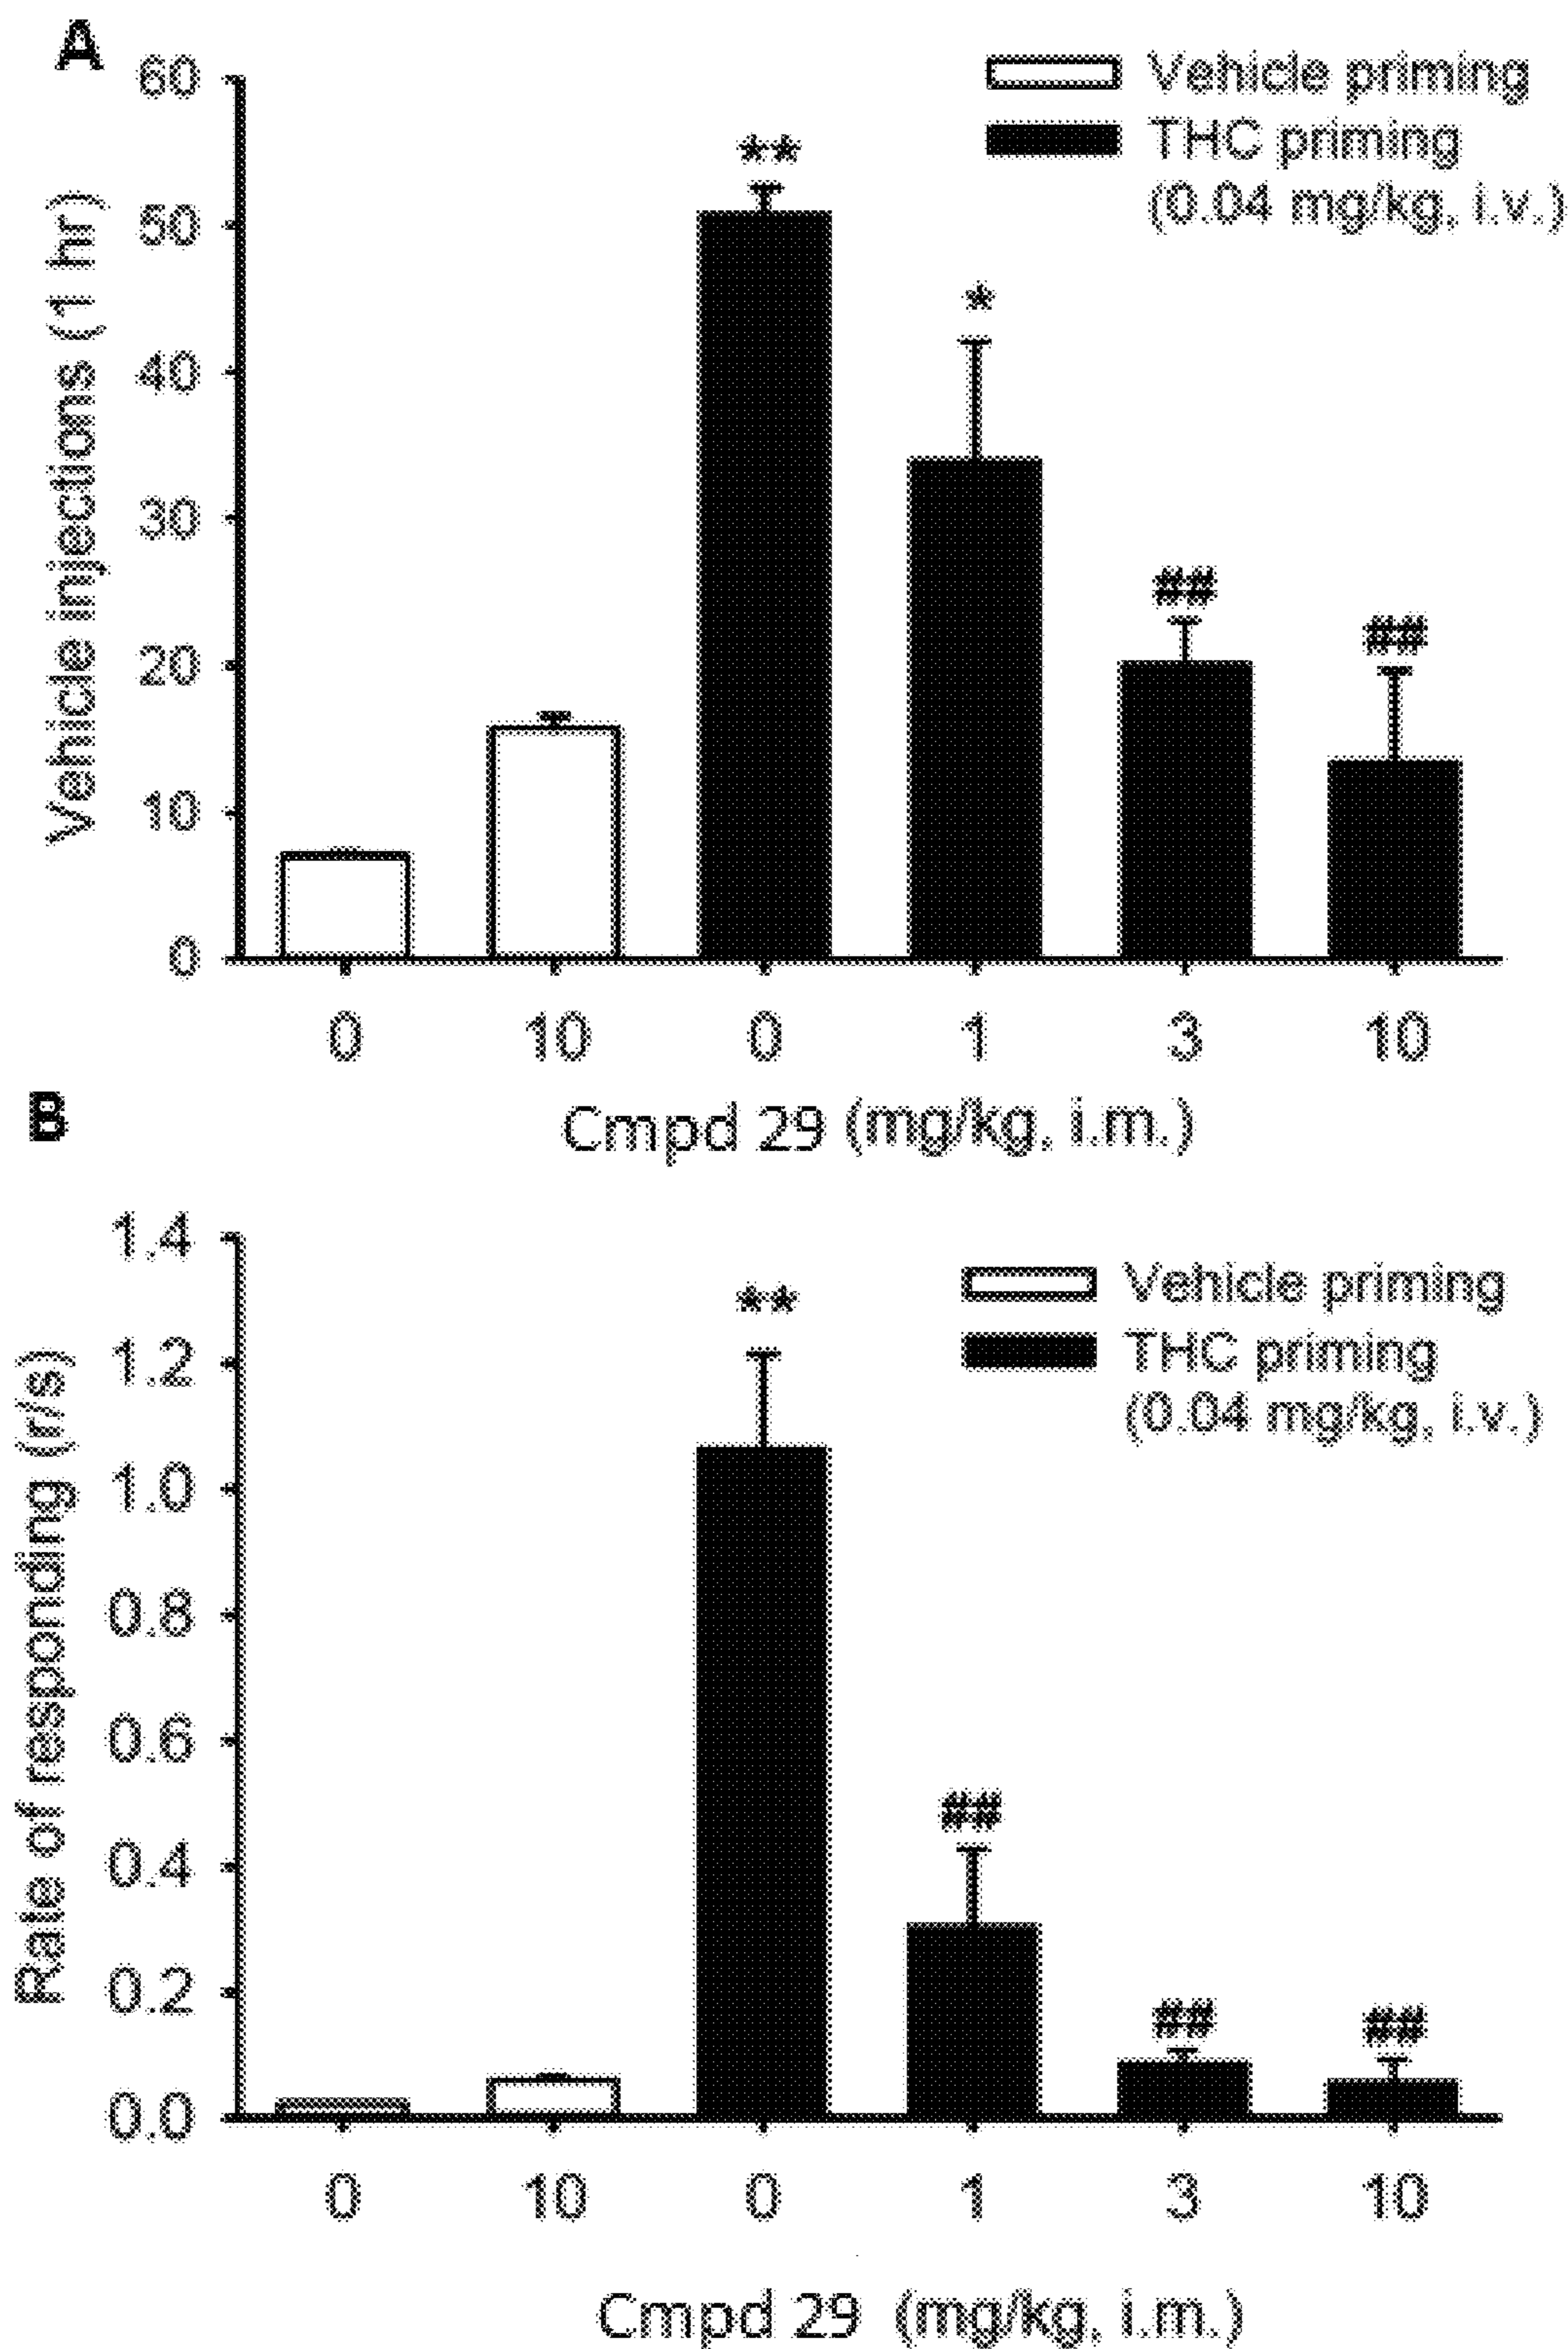 A
60
50
40
30
20
10
0
Vehicle injections (1 hr)
Vehicle priming
THC priming
(0.04 mg/kg, i.v.)
**
*
##
##
0 10 0 1 3 10
Cmpd 29 (mg/kg, i.m.)
B
1.4
1.2
1.0
0.8
0.6
0.4
0.2
0.0
Rate of responding (r/s)
Vehicle priming
THC priming
(0.04 mg/kg, i.v.)
**
##
##
##
0 10 0 1 3 10
Cmpd 29 (mg/kg, i.m.)